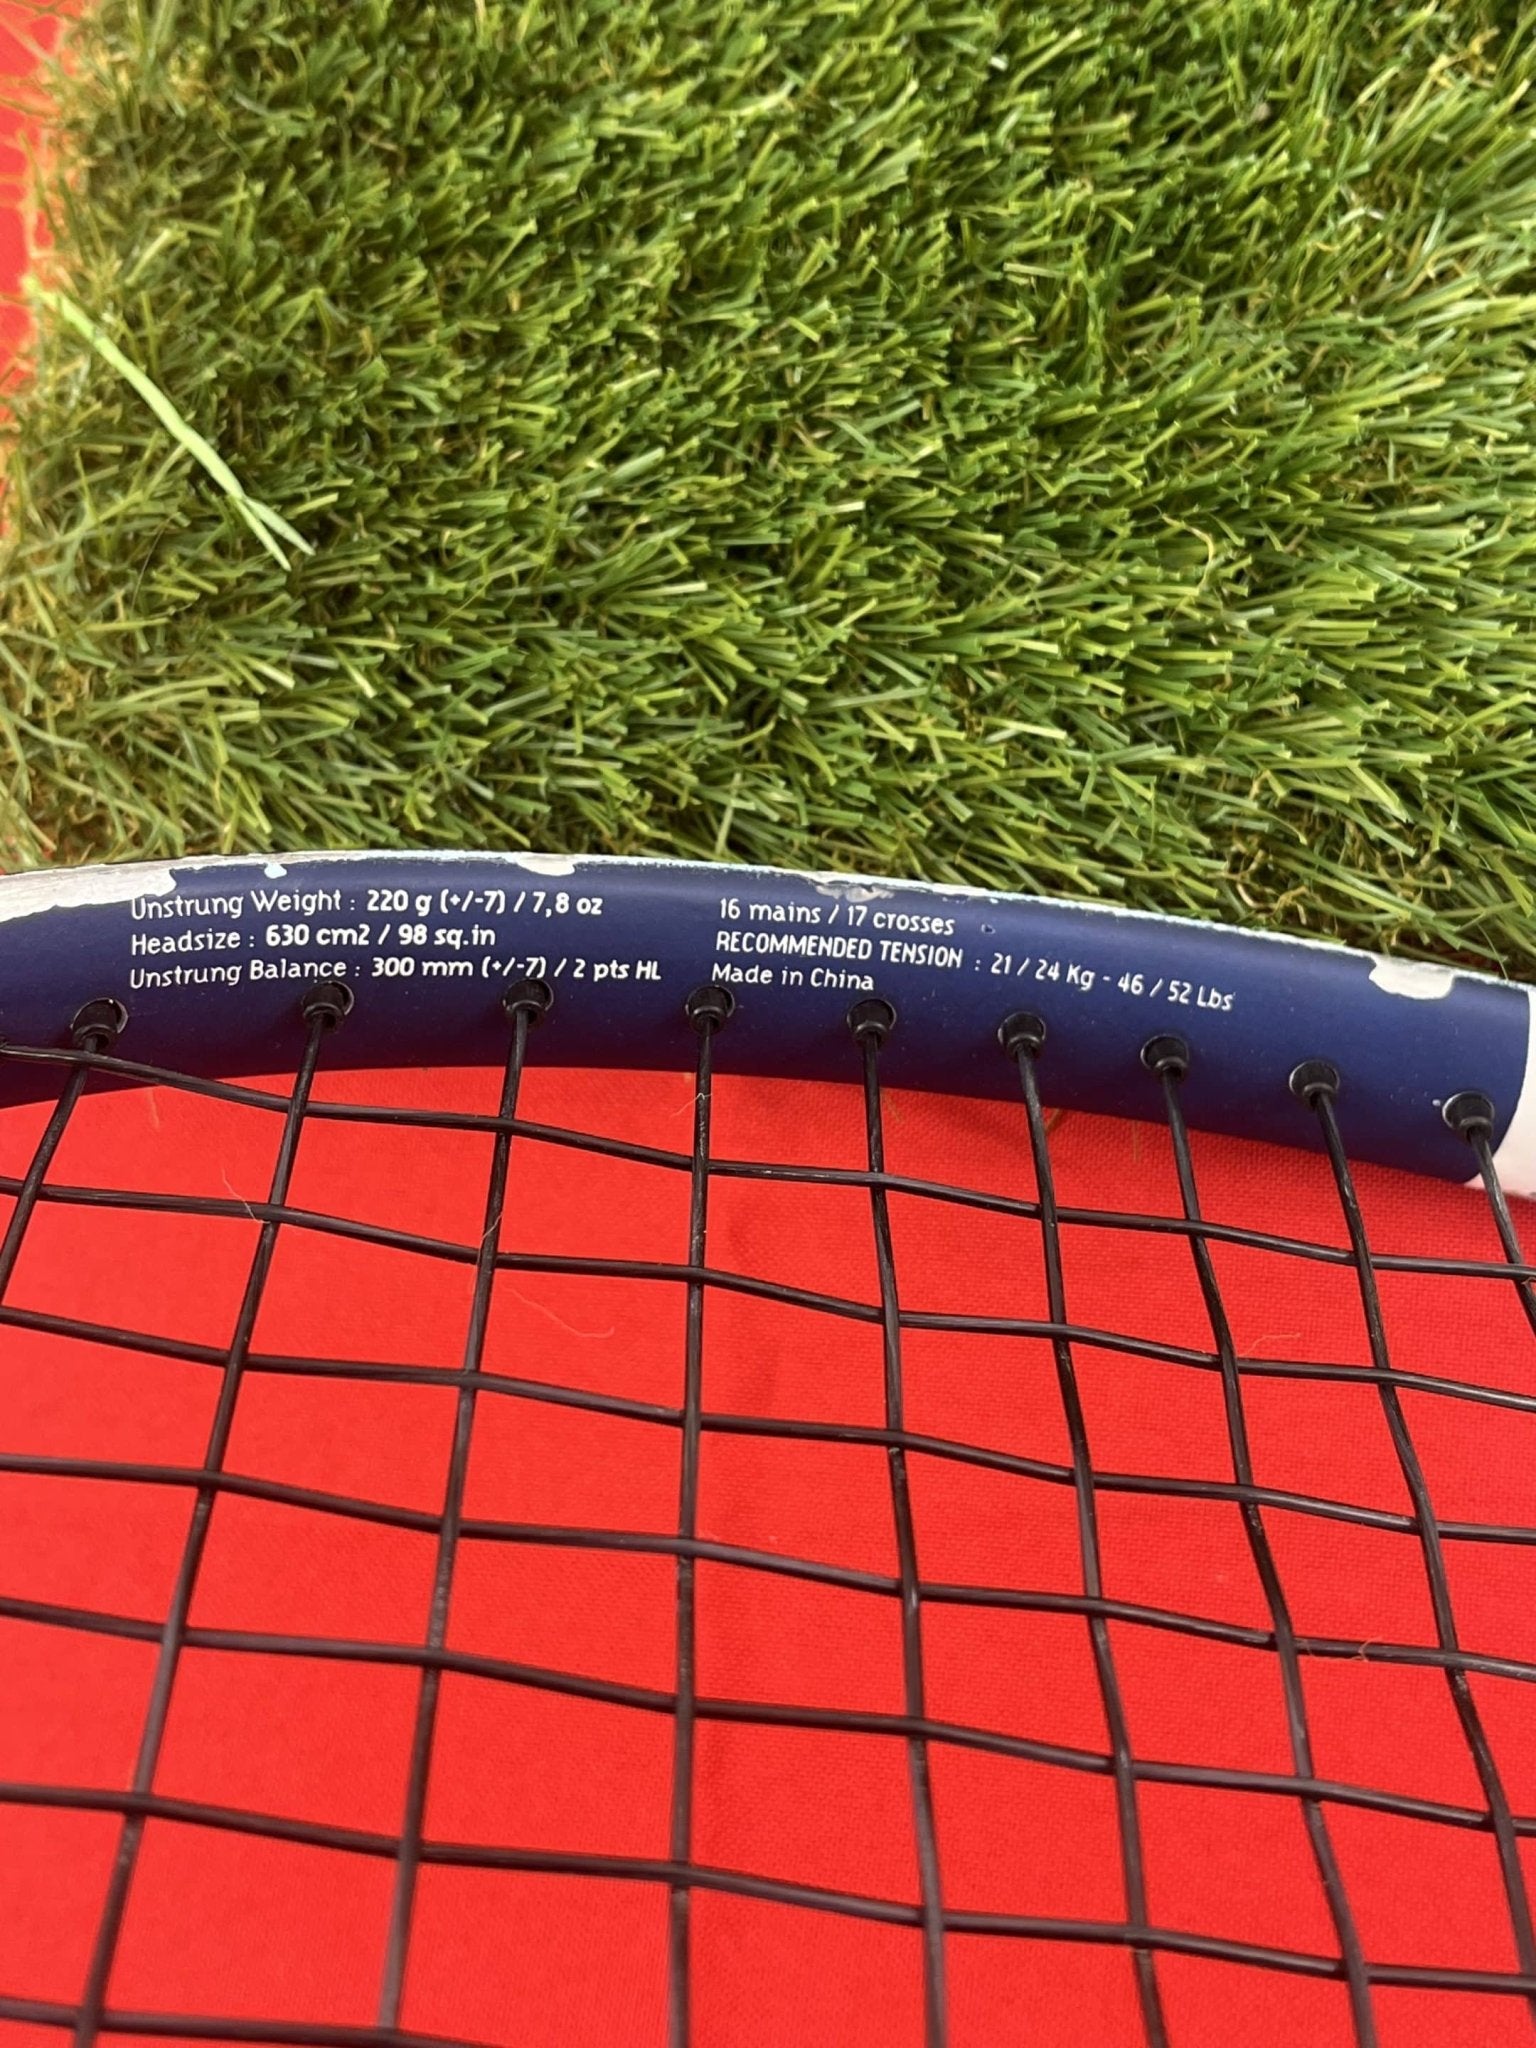 Unstrung Weight : 220 g (+/-7) / 7,8 oz
Headsize : 630 cm2 / 98 sq.in
Unstrung Balance : 300 mm (+/-7) / 2 pts HL
16 mains / 17 crosses
RECOMMENDED TENSION : 21 / 24 Kg - 46 / 52 Lbs
Made in China